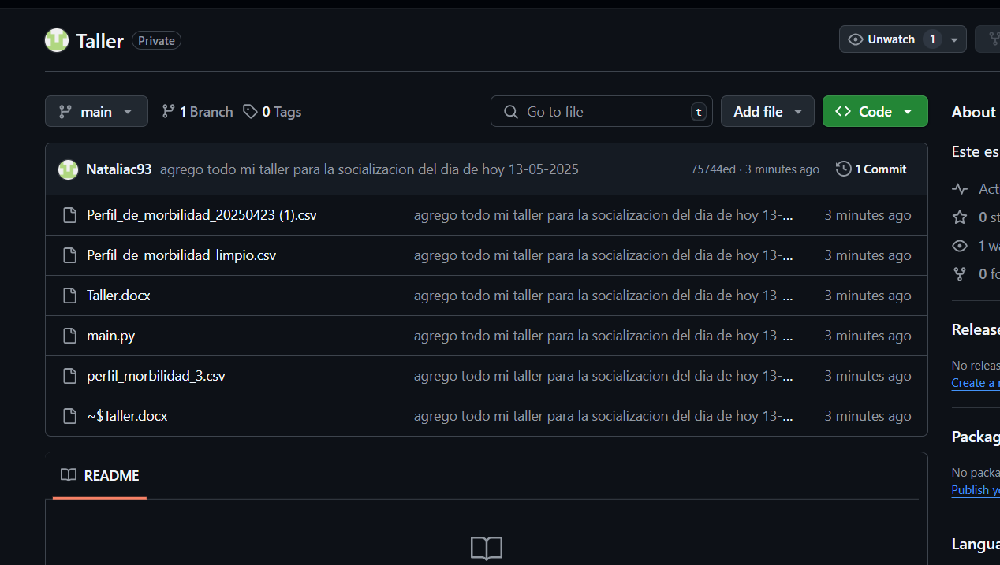 Taller Private
Unwatch 1
main 1 Branch 0 Tags
Go to file t
Add file
Code
About
Nataliac93 agrego todo mi taller para la socializacion del dia de hoy 13-05-2025 75744ed · 3 minutes ago 1 Commit
Este es
Perfil_de_morbilidad_20250423 (1).csv agrego todo mi taller para la socializacion del dia de hoy 13-... 3 minutes ago
Perfil_de_morbilidad_limpio.csv agrego todo mi taller para la socializacion del dia de hoy 13-... 3 minutes ago
Taller.docx agrego todo mi taller para la socializacion del dia de hoy 13-... 3 minutes ago
main.py agrego todo mi taller para la socializacion del dia de hoy 13-... 3 minutes ago
perfil_morbilidad_3.csv agrego todo mi taller para la socializacion del dia de hoy 13-... 3 minutes ago
~$Taller.docx agrego todo mi taller para la socializacion del dia de hoy 13-... 3 minutes ago
README
Act
0 st
1 wa
0 fo
Release
No releas
Create a
Packag
No packa
Publish yo
Langua